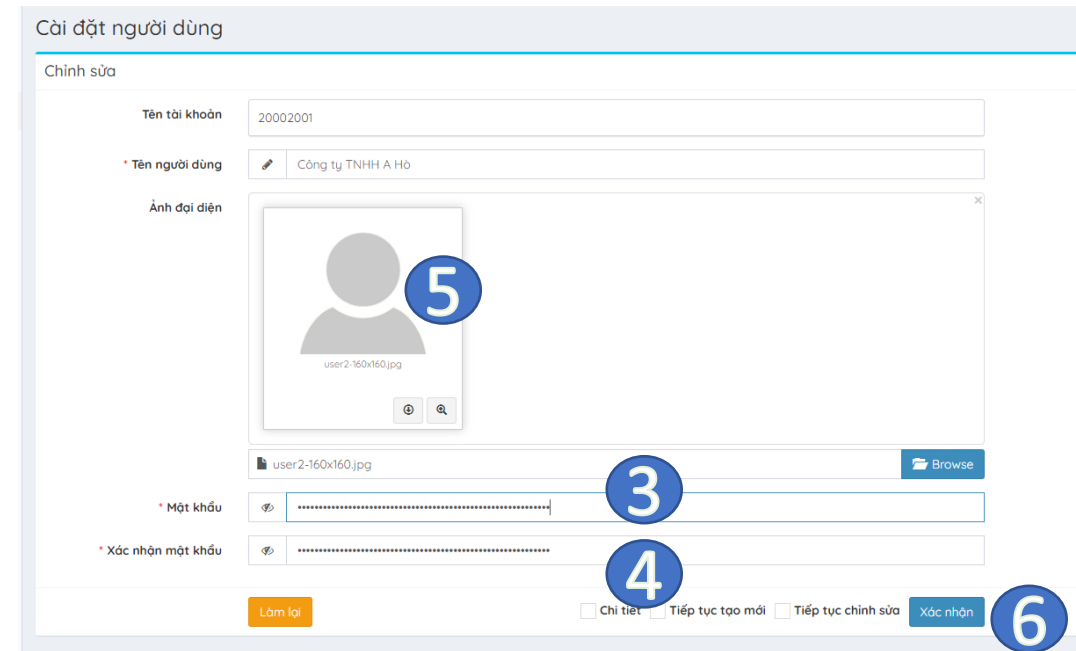 Cài đặt người dùng
Chỉnh sửa
Tên tài khoản 20002001
* Tên người dùng Công ty TNHH A Hò
Ảnh đại diện ×
5
user2-160x160.jpg
user2-160x160.jpg Browse
3
* Mật khẩu ••••••••••••••••••••••••••••••••••••••••••••••••••••••••••••
* Xác nhận mật khẩu ••••••••••••••••••••••••••••••••••••••••••••••••••••••••••••
4
Làm lại Chi tiết Tiếp tục tạo mới Tiếp tục chỉnh sửa Xác nhận 6